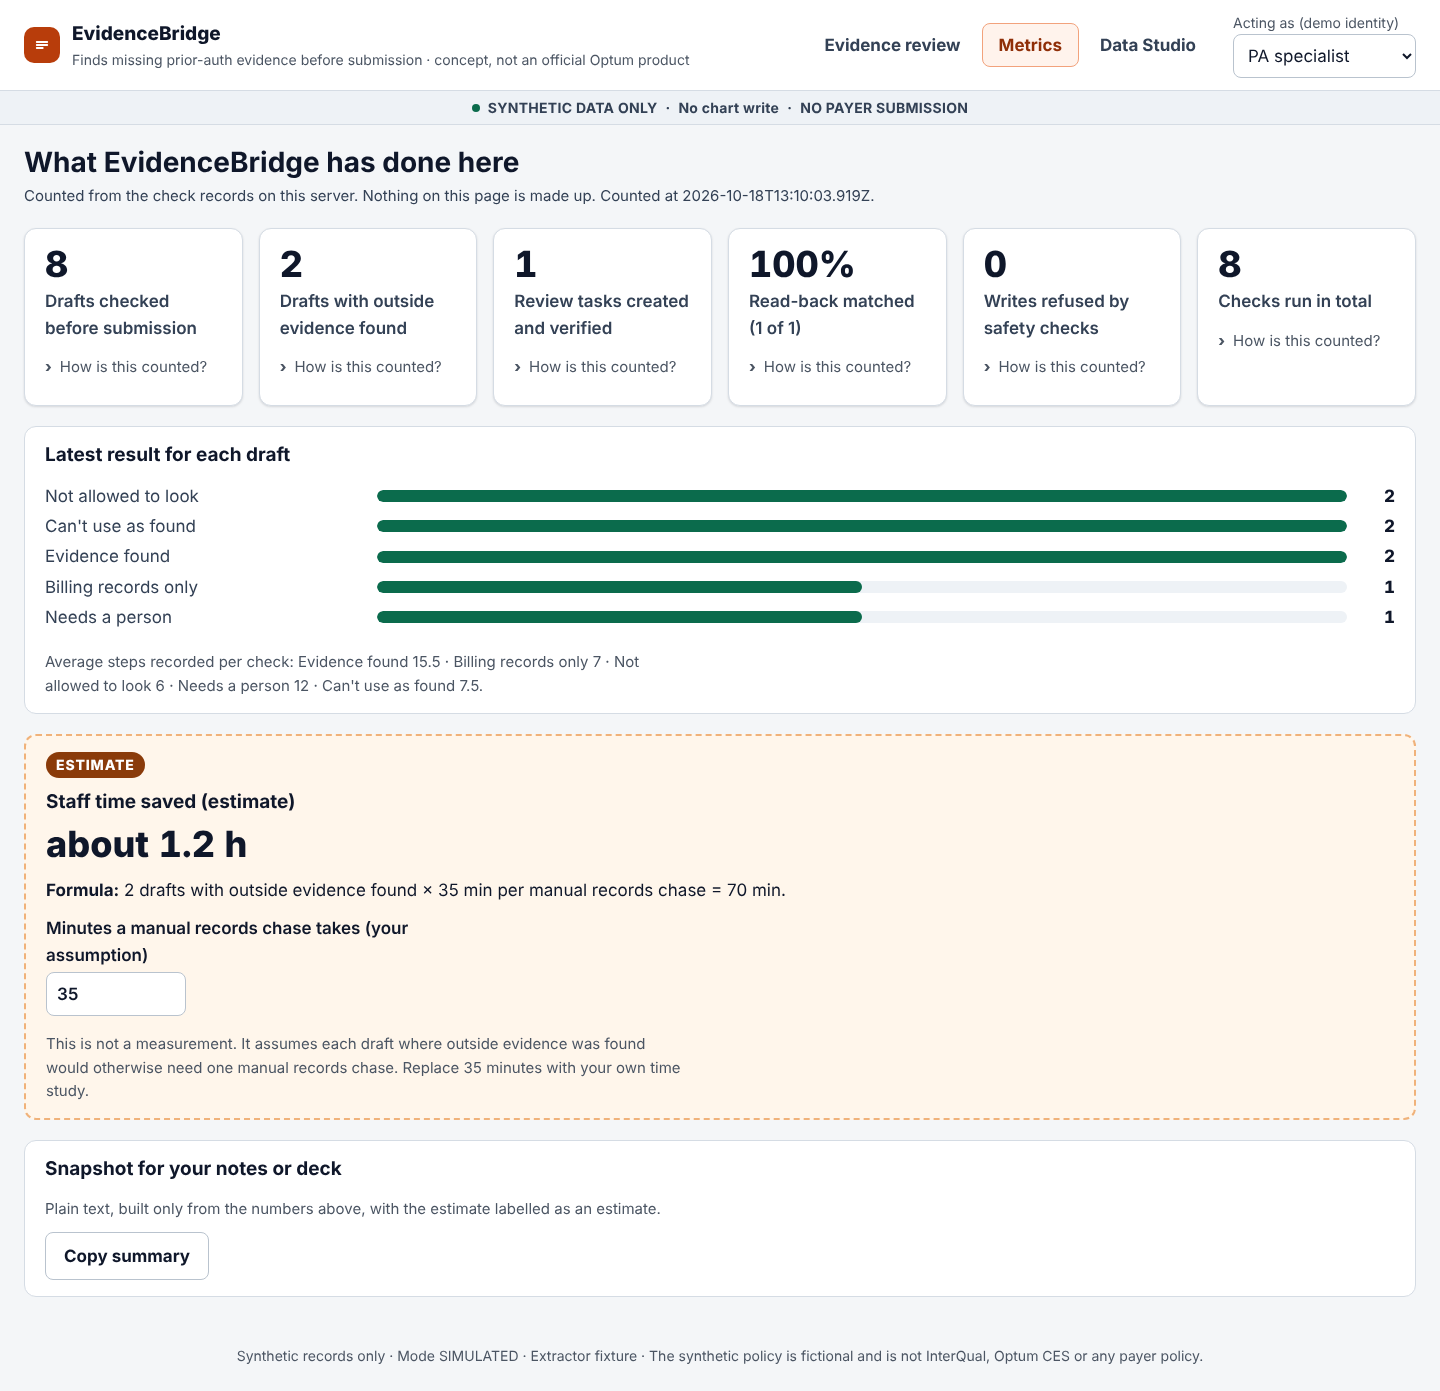 EvidenceBridge
Finds missing prior-auth evidence before submission · concept, not an official Optum product
Evidence review
Metrics
Data Studio
Acting as (demo identity)
PA specialist
SYNTHETIC DATA ONLY · No chart write · NO PAYER SUBMISSION
What EvidenceBridge has done here
Counted from the check records on this server. Nothing on this page is made up. Counted at 2026-10-18T13:10:03.919Z.
8
Drafts checked
before submission
› How is this counted?
2
Drafts with outside
evidence found
› How is this counted?
1
Review tasks created
and verified
› How is this counted?
100%
Read-back matched
(1 of 1)
› How is this counted?
0
Writes refused by
safety checks
› How is this counted?
8
Checks run in total
› How is this counted?
Latest result for each draft
Not allowed to look 2
Can't use as found 2
Evidence found 2
Billing records only 1
Needs a person 1
Average steps recorded per check: Evidence found 15.5 · Billing records only 7 · Not
allowed to look 6 · Needs a person 12 · Can't use as found 7.5.
ESTIMATE
Staff time saved (estimate)
about 1.2 h
Formula: 2 drafts with outside evidence found × 35 min per manual records chase = 70 min.
Minutes a manual records chase takes (your
assumption)
35
This is not a measurement. It assumes each draft where outside evidence was found
would otherwise need one manual records chase. Replace 35 minutes with your own time
study.
Snapshot for your notes or deck
Plain text, built only from the numbers above, with the estimate labelled as an estimate.
Copy summary
Synthetic records only · Mode SIMULATED · Extractor fixture · The synthetic policy is fictional and is not InterQual, Optum CES or any payer policy.